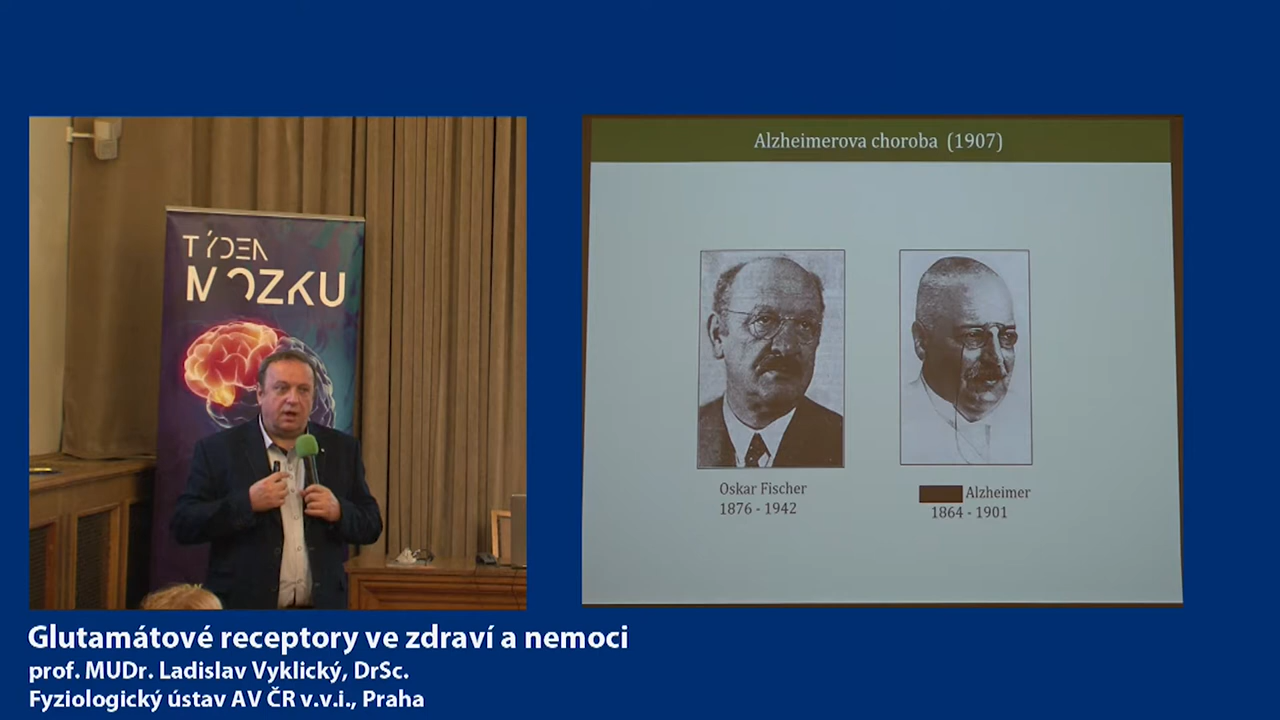 TÝDEN
MOZKU
Alzheimerova choroba (1907)
Oskar Fischer
1876 - 1942
Alzheimer
1864 - 1901
Glutamátové receptory ve zdraví a nemoci
prof. MUDr. Ladislav Vyklický, DrSc.
Fyziologický ústav AV ČR v.v.i., Praha